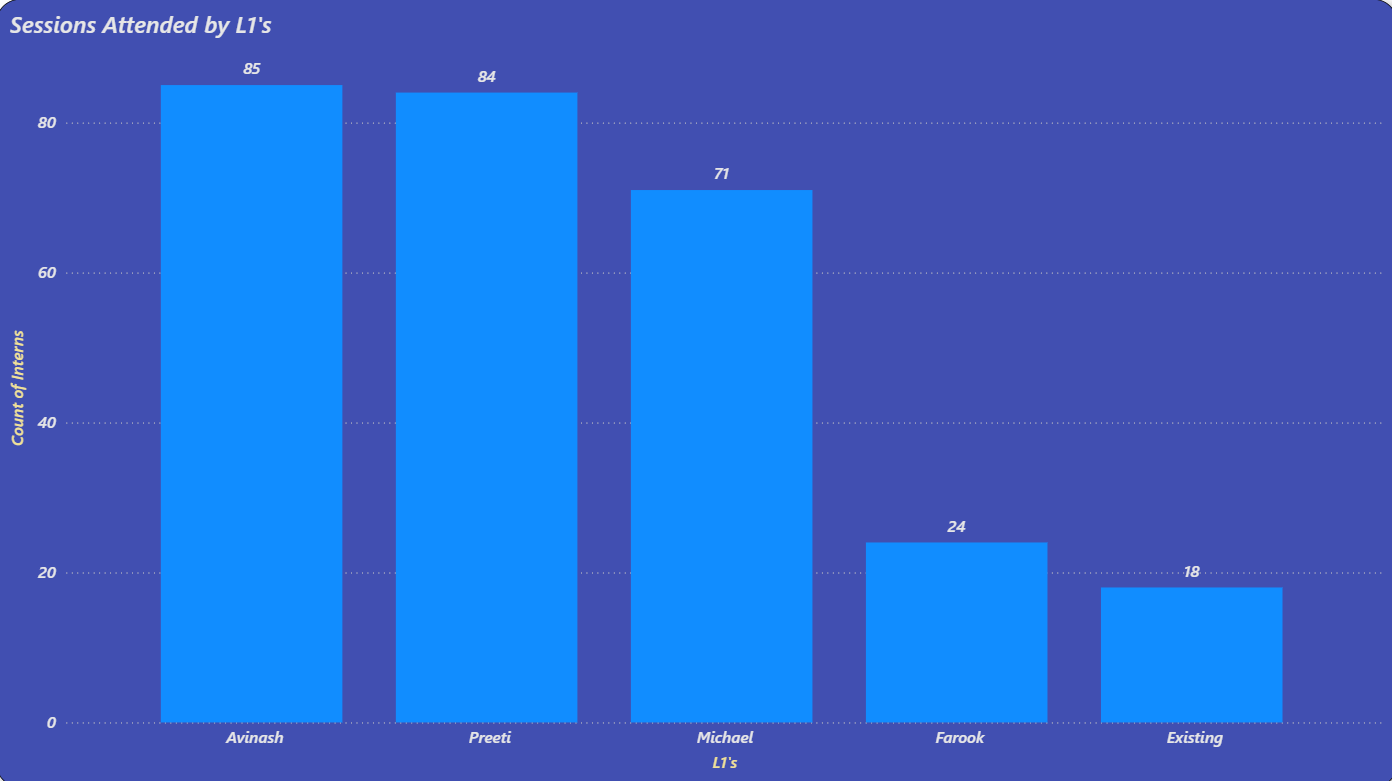 Sessions Attended by L1's
85
84
71
24
18
80
60
40
20
0
Count of Interns
Avinash
Preeti
Michael
Farook
Existing
L1's